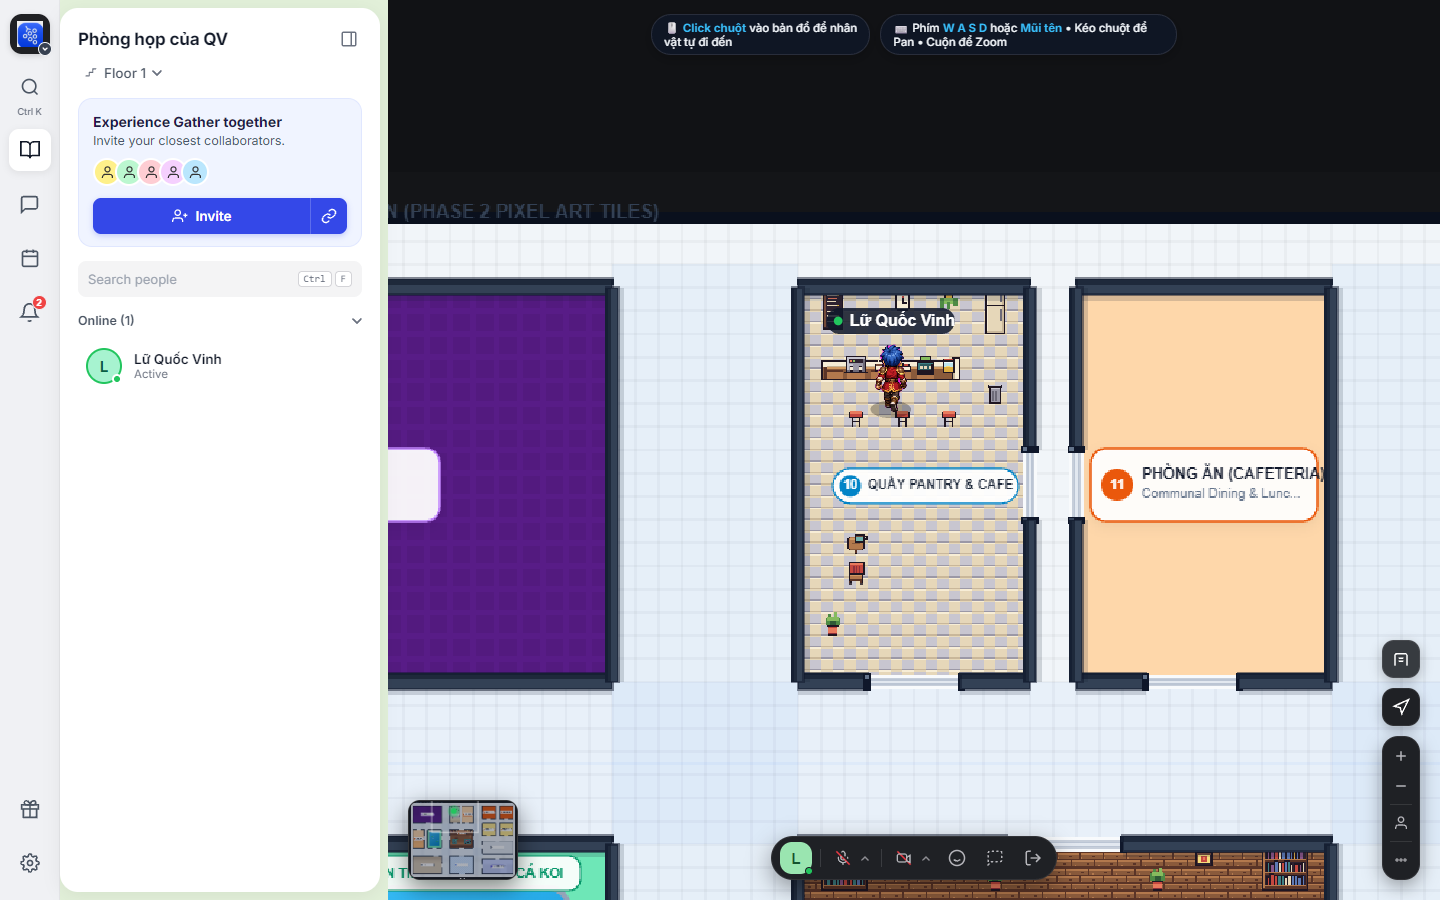 Phòng họp của QV
Floor 1
Ctrl K
Experience Gather together
Invite your closest collaborators.
Invite
Search people
Ctrl F
2
Online (1)
L
Lữ Quốc Vinh
Active
Click chuột vào bản đồ để nhân
vật tự đi đến
Phím W A S D hoặc Mũi tên • Kéo chuột để
Pan • Cuộn để Zoom
N (PHASE 2 PIXEL ART TILES)
Lữ Quốc Vinh
10 QUẦY PANTRY & CAFE
11 PHÒNG ĂN (CAFETERIA)
Communal Dining & Lunc...
CÁ KOI
L